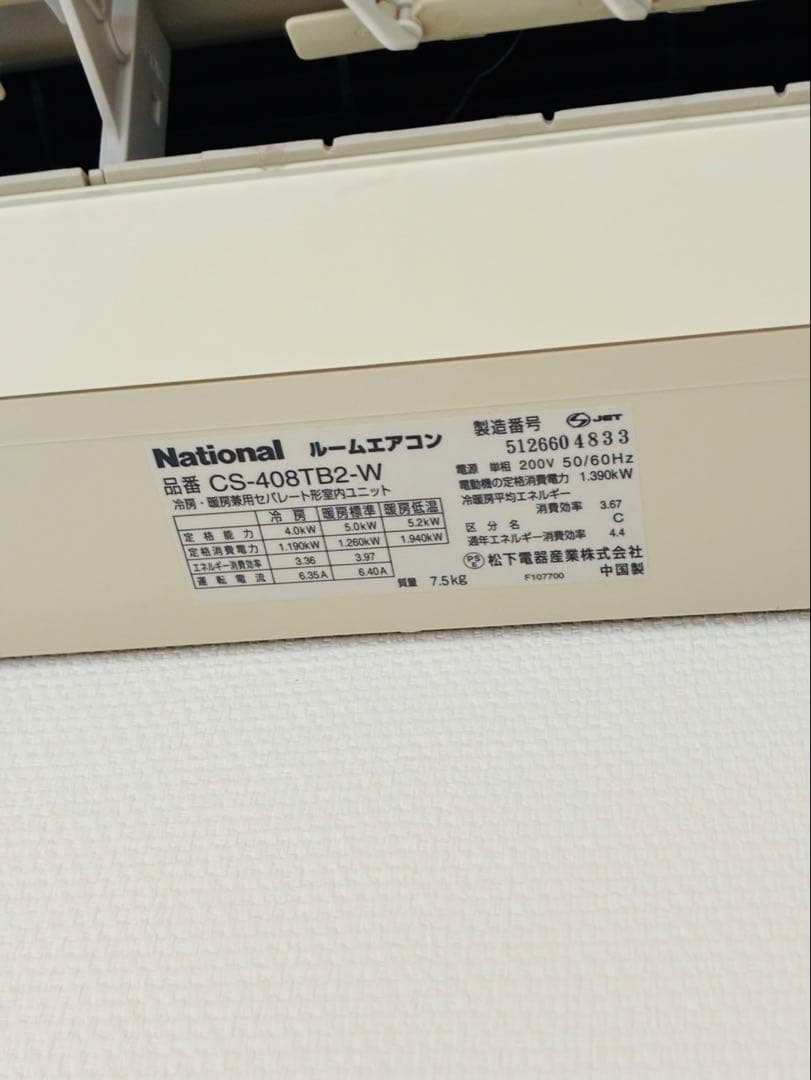 National ルームエアコン
品番 CS-408TB2-W
冷房・暖房兼用セパレート形室内ユニット
冷房 暖房標準 暖房低温
定格能力 4.0kW 5.0kW 5.2kW
定格消費電力 1.190kW 1.260kW 1.940kW
エネルギー消費効率 3.36 3.97
運転電流 6.35A 6.40A
質量 7.5kg
製造番号 JET
5126604833
電源 単相 200V 50/60Hz
電動機の定格消費電力 1.390kW
冷暖房平均エネルギー
消費効率 3.67
区分名 C
通年エネルギー消費効率 4.4
PSE 松下電器産業株式会社
F107700 中国製